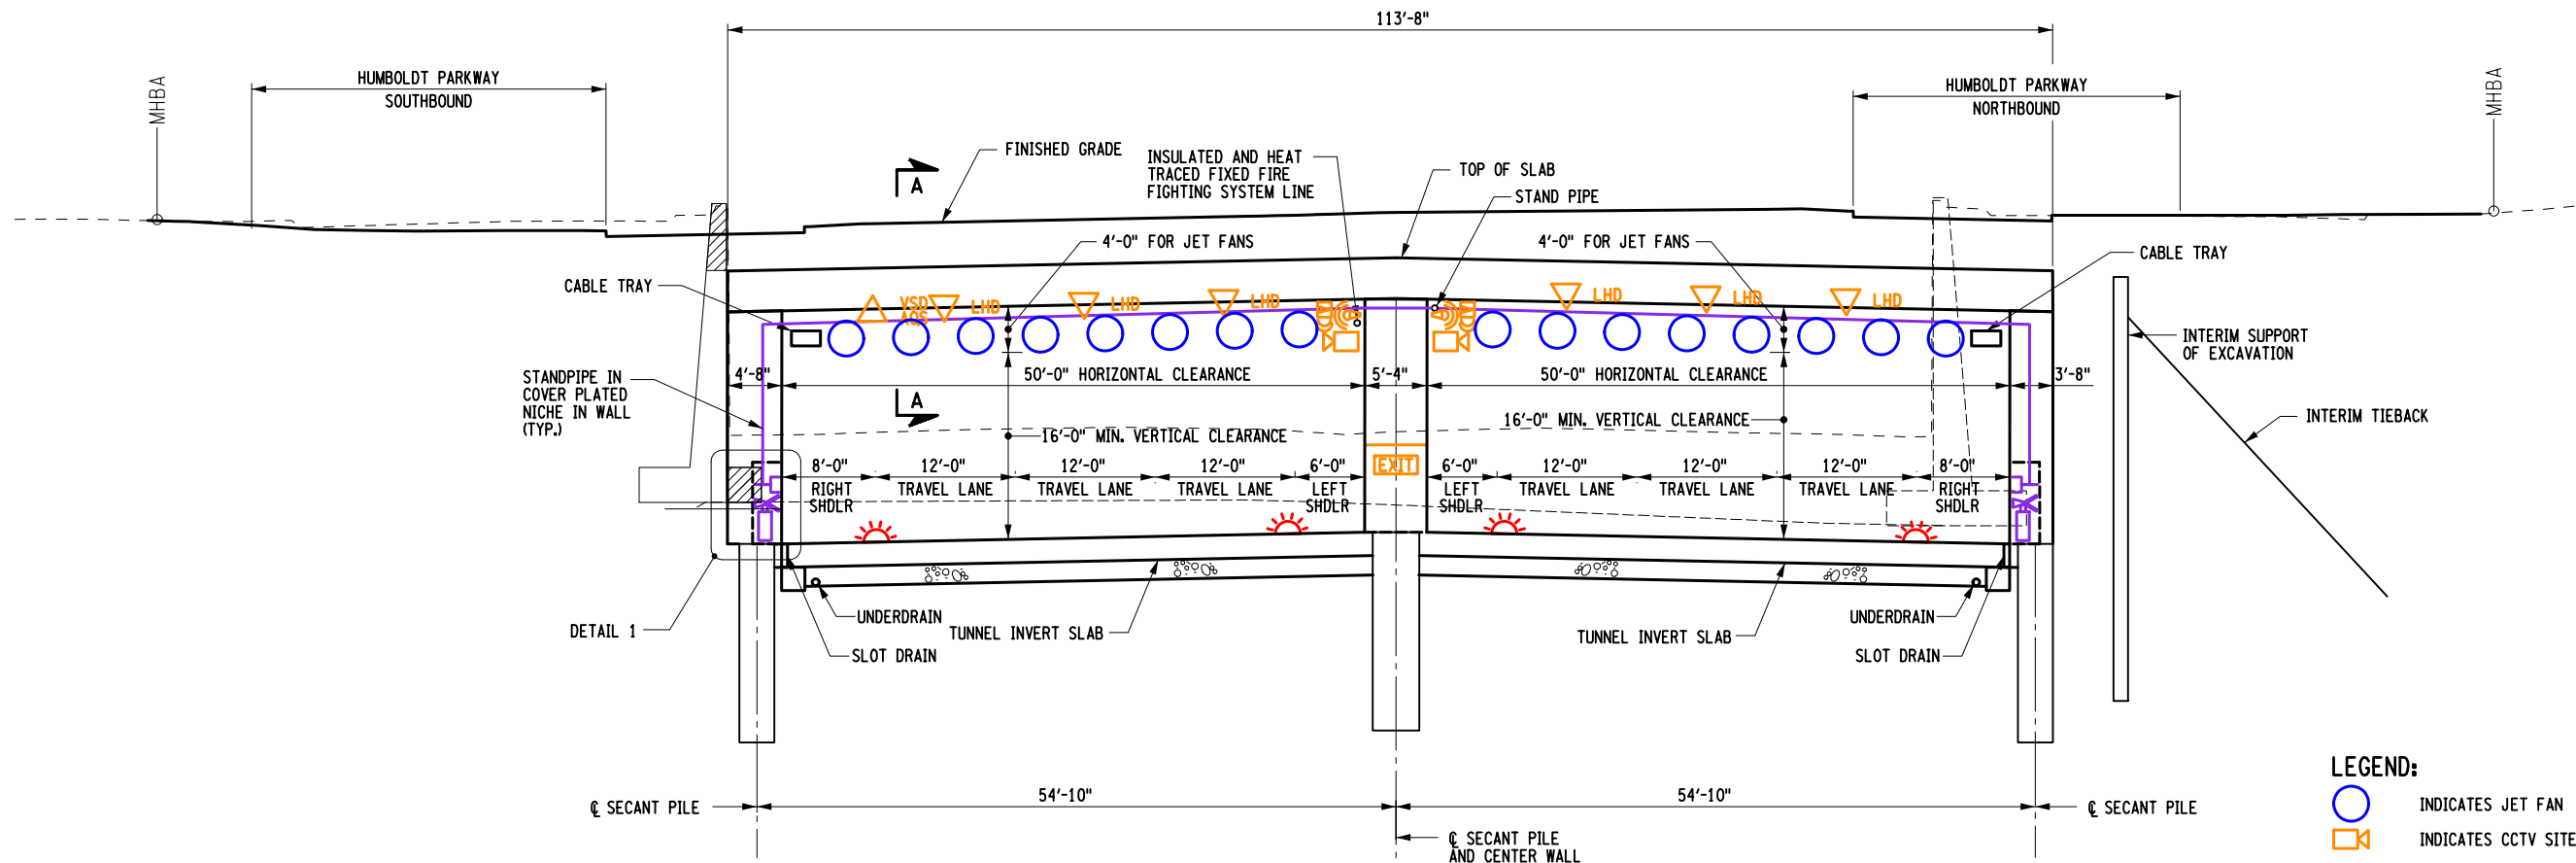 113'-8"
MHBA
HUMBOLDT PARKWAY
SOUTHBOUND
HUMBOLDT PARKWAY
NORTHBOUND
MHBA
FINISHED GRADE
A
INSULATED AND HEAT
TRACED FIXED FIRE
FIGHTING SYSTEM LINE
TOP OF SLAB
STAND PIPE
4'-0" FOR JET FANS
4'-0" FOR JET FANS
CABLE TRAY
CABLE TRAY
VSD
AQS
LHD
LHD
LHD
LHD
LHD
LHD
INTERIM SUPPORT
OF EXCAVATION
STANDPIPE IN
COVER PLATED
NICHE IN WALL
(TYP.)
4'-8"
50'-0" HORIZONTAL CLEARANCE
5'-4"
50'-0" HORIZONTAL CLEARANCE
3'-8"
A
16'-0" MIN. VERTICAL CLEARANCE
16'-0" MIN. VERTICAL CLEARANCE
INTERIM TIEBACK
8'-0"
RIGHT
SHDLR
12'-0"
TRAVEL LANE
12'-0"
TRAVEL LANE
12'-0"
TRAVEL LANE
6'-0"
LEFT
SHDLR
EXIT
6'-0"
LEFT
SHDLR
12'-0"
TRAVEL LANE
12'-0"
TRAVEL LANE
12'-0"
TRAVEL LANE
8'-0"
RIGHT
SHDLR
DETAIL 1
UNDERDRAIN
SLOT DRAIN
TUNNEL INVERT SLAB
TUNNEL INVERT SLAB
UNDERDRAIN
SLOT DRAIN
℄ SECANT PILE
54'-10"
54'-10"
℄ SECANT PILE
℄ SECANT PILE
AND CENTER WALL
LEGEND:
INDICATES JET FAN
INDICATES CCTV SITE